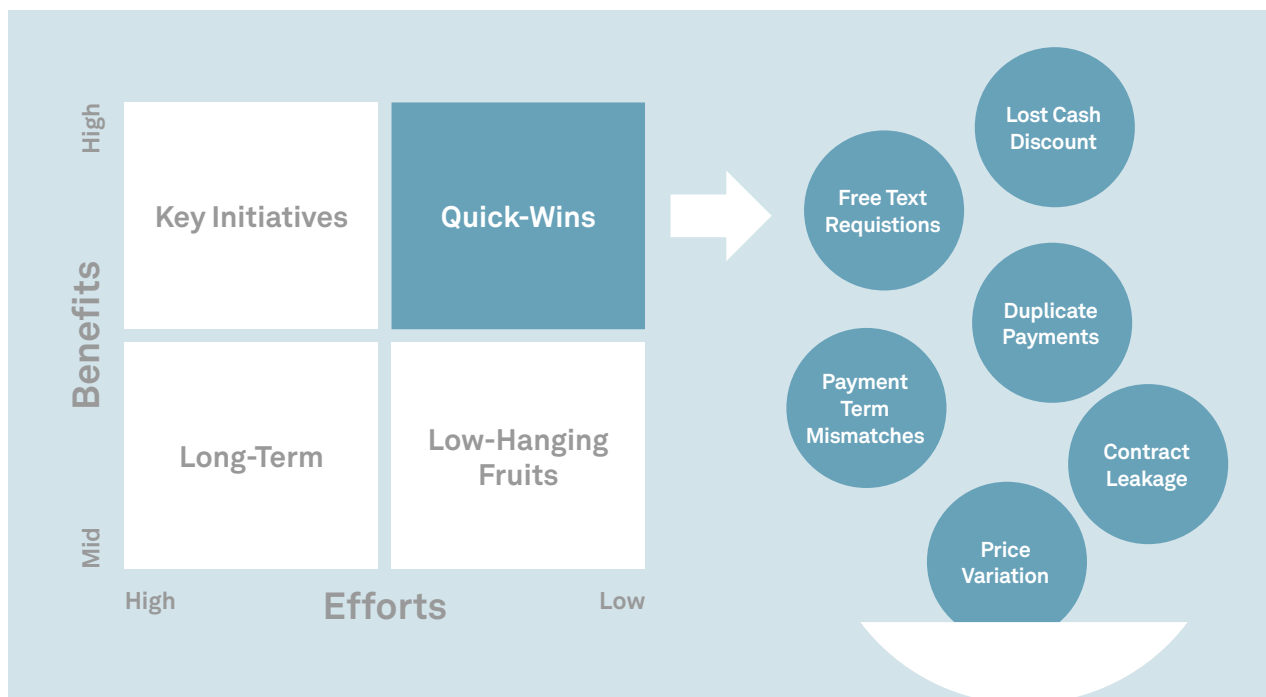 High
Benefits
Mid
Key Initiatives
Quick-Wins
Long-Term
Low-Hanging
Fruits
High
Efforts
Low
Lost Cash
Discount
Free Text
Requistions
Duplicate
Payments
Payment
Term
Mismatches
Contract
Leakage
Price
Variation